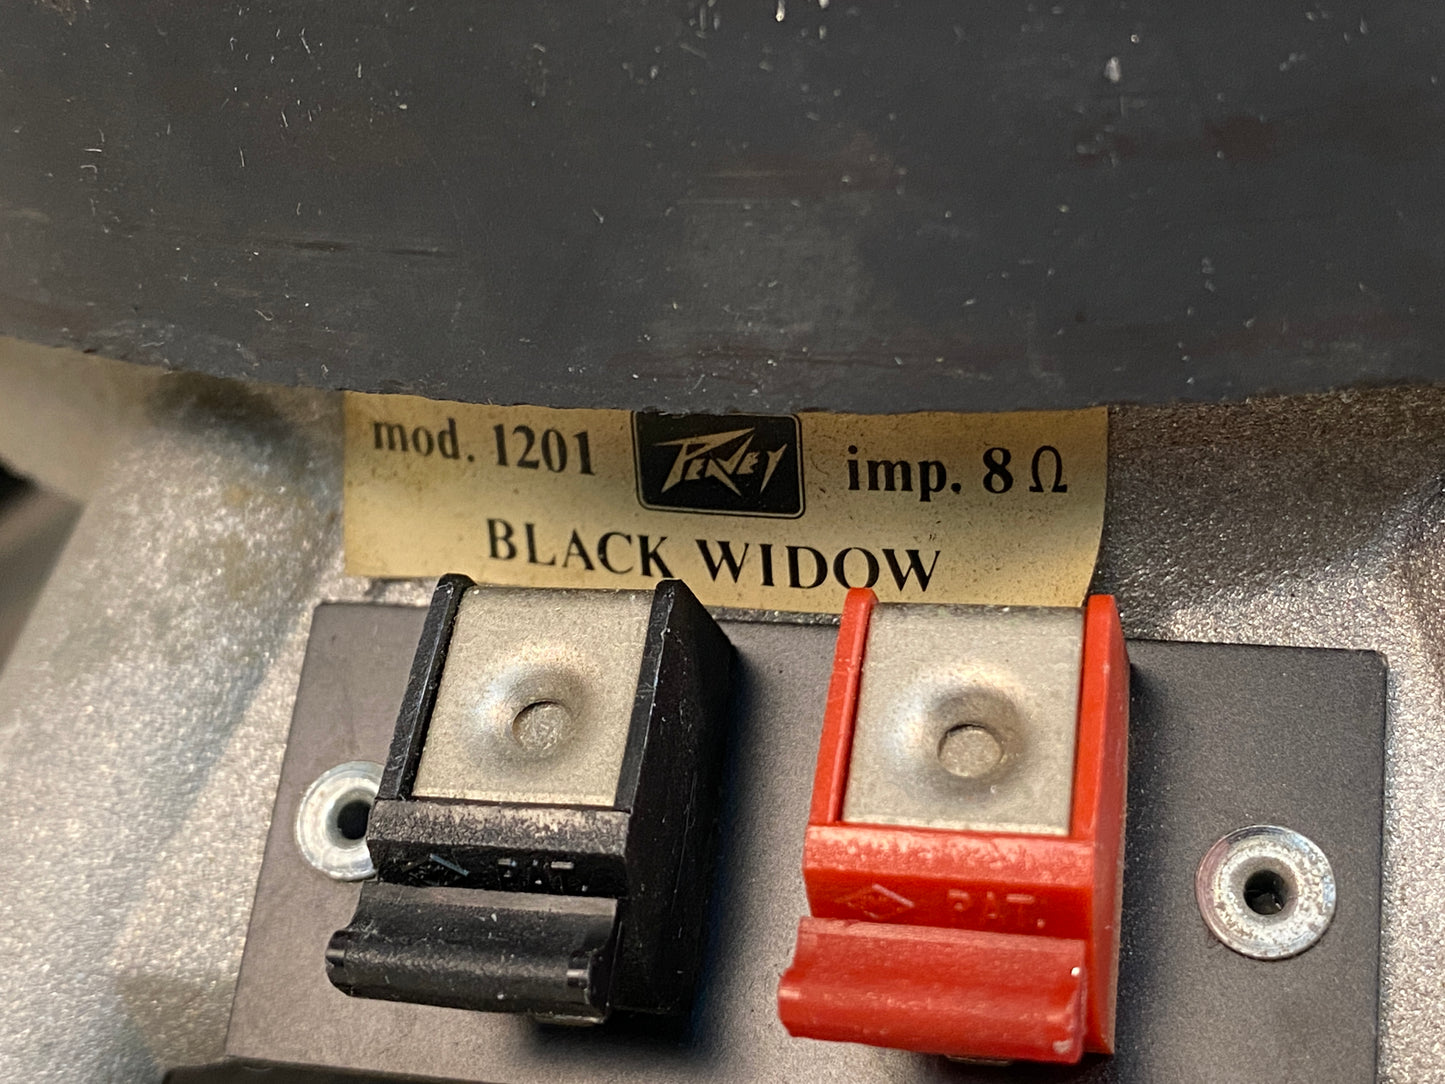 mod. 1201 PEAVEY imp. 8 Ω
BLACK WIDOW
PAT.